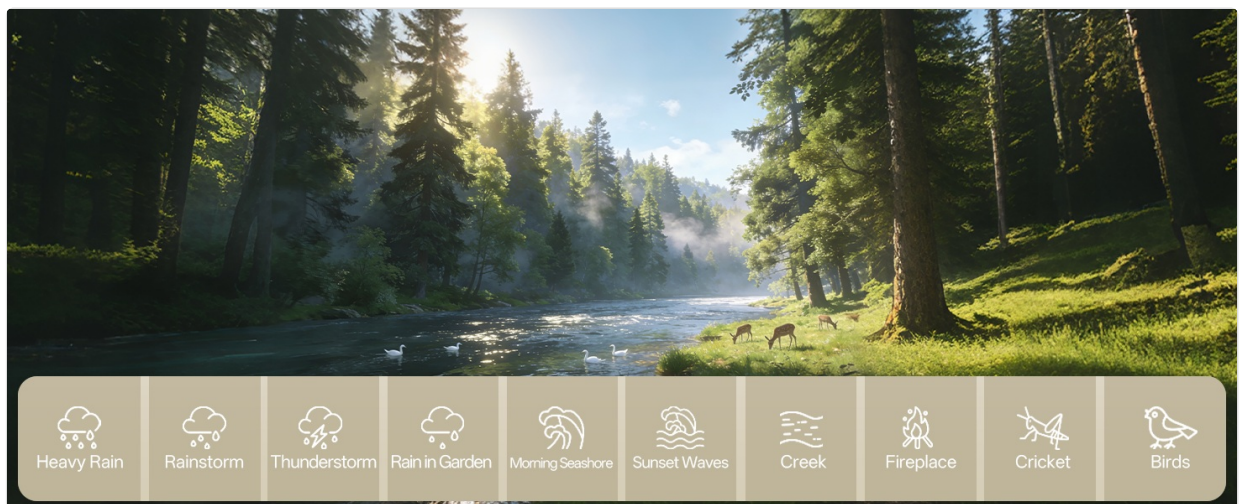 Heavy Rain
Rainstorm
Thunderstorm
Rain in Garden
Morning Seashore
Sunset Waves
Creek
Fireplace
Cricket
Birds